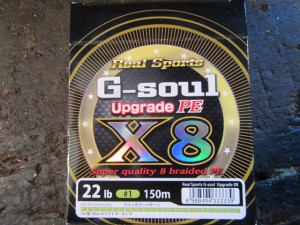 Real Sports
G-soul
Upgrade PE
X8
Super quality 8 braided PE
22 lb #1 150m
Real Sports G-soul Upgrade X8